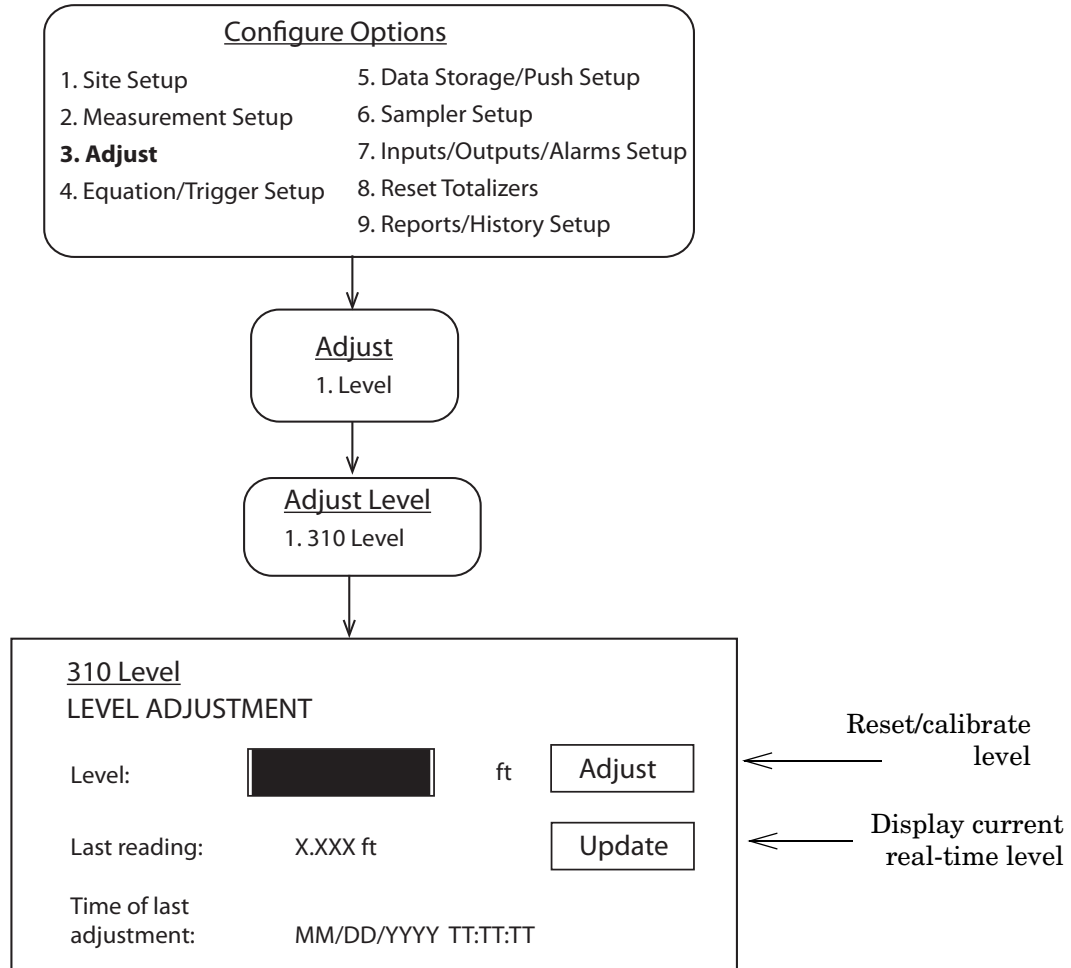 Configure Options
1. Site Setup
2. Measurement Setup
3. Adjust
4. Equation/Trigger Setup
5. Data Storage/Push Setup
6. Sampler Setup
7. Inputs/Outputs/Alarms Setup
8. Reset Totalizers
9. Reports/History Setup
Adjust
1. Level
Adjust Level
1. 310 Level
310 Level
LEVEL ADJUSTMENT
Level: ft Adjust
Reset/calibrate
level
Last reading: X.XXX ft Update
Display current
real-time level
Time of last
adjustment: MM/DD/YYYY TT:TT:TT